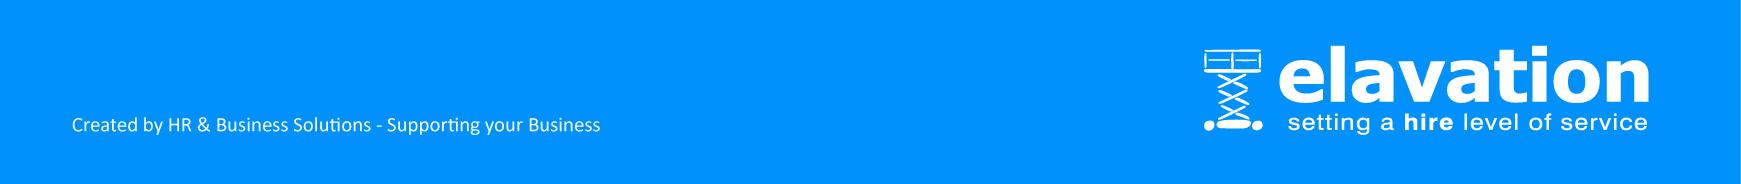 elavation
setting a hire level of service
Created by HR & Business Solutions - Supporting your Business